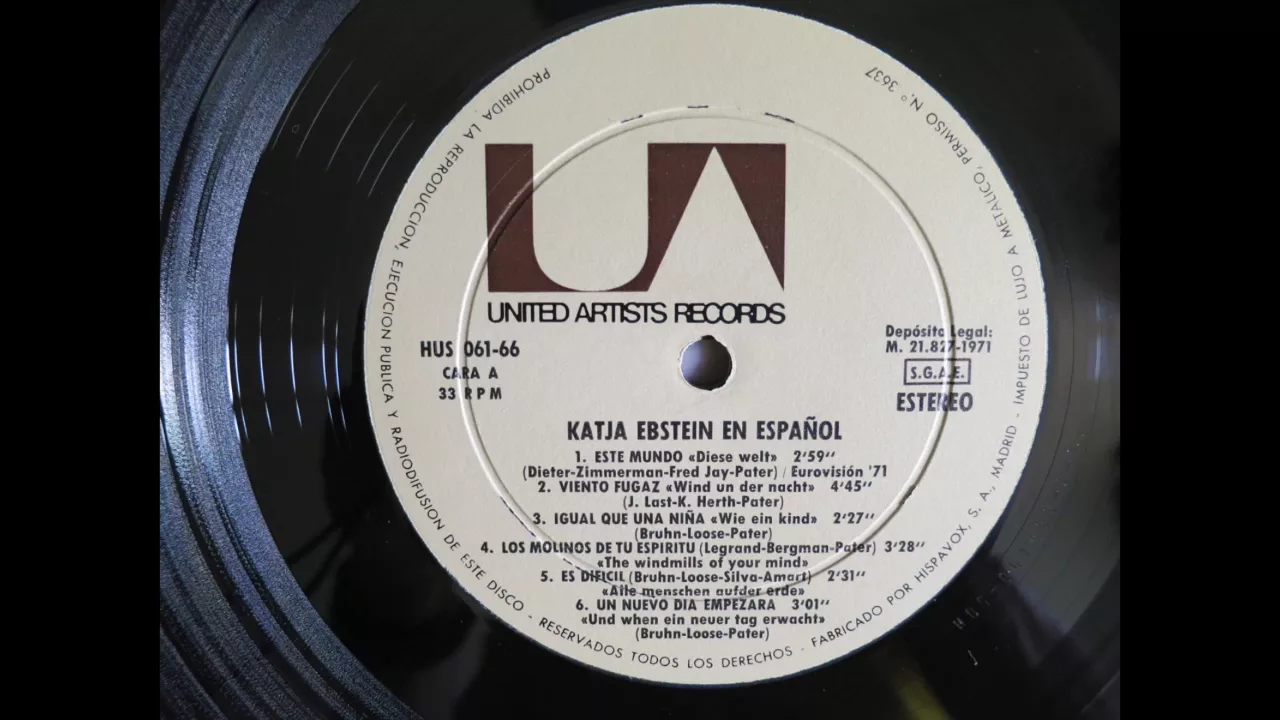 UA
UNITED ARTISTS RECORDS
HUS 061-66
CARA A
33 RPM
Depósito Legal:
M. 21.827-1971
S.G.A.E.
ESTEREO
KATJA EBSTEIN EN ESPAÑOL
1. ESTE MUNDO «Diese welt» 2'59''
(Dieter-Zimmerman-Fred Jay-Pater) / Eurovisión '71
2. VIENTO FUGAZ «Wind un der nacht» 4'45''
(J. Last-K. Herth-Pater)
3. IGUAL QUE UNA NIÑA «Wie ein kind» 2'27''
(Bruhn-Loose-Pater)
4. LOS MOLINOS DE TU ESPIRITU (Legrand-Bergman-Pater) 3'28''
«The windmills of your mind»
5. ES DIFICIL (Bruhn-Loose-Silva-Amart) 2'31''
«Alle menschen aufder erde»
6. UN NUEVO DIA EMPEZARA 3'01''
«Und when ein neuer tag erwacht»
(Bruhn-Loose-Pater)
PROHIBIDA LA REPRODUCCION, EJECUCION PUBLICA Y RADIODIFUSION DE ESTE DISCO - RESERVADOS TODOS LOS DERECHOS - FABRICADO POR HISPAVOX, S. A., MADRID - IMPUESTO DE LUJO A METALICO, PERMISO N.º 3637